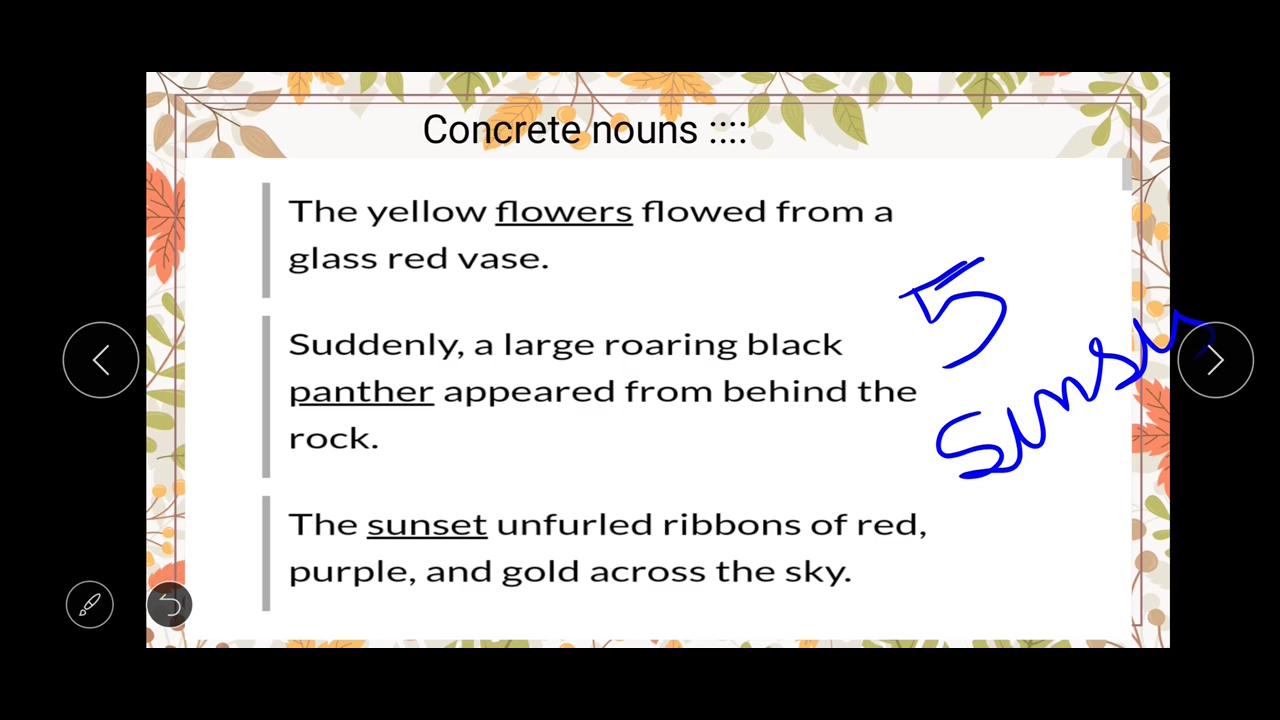 Concrete nouns ::::
The yellow flowers flowed from a
glass red vase.
5
Suddenly, a large roaring black
panther appeared from behind the
rock.
The sunset unfurled ribbons of red,
purple, and gold across the sky.